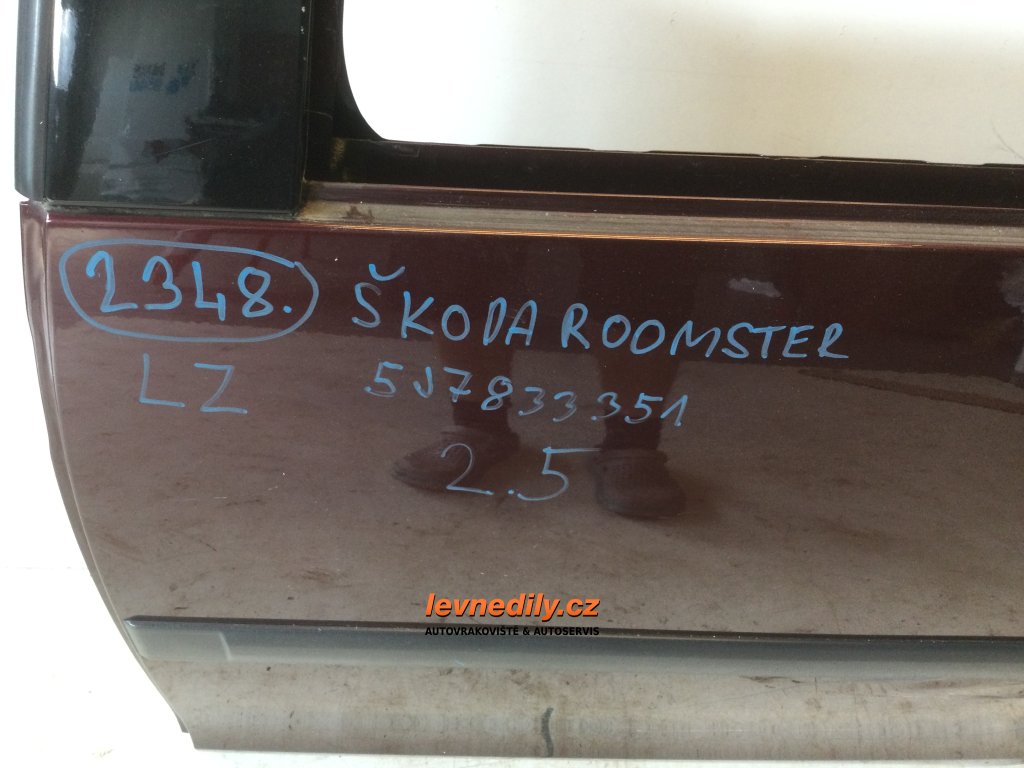 2348. ŠKODA ROOMSTER
LZ 5J7833351
2.5
levnedily.cz
AUTOVRAKOVIŠTĚ & AUTOSERVIS